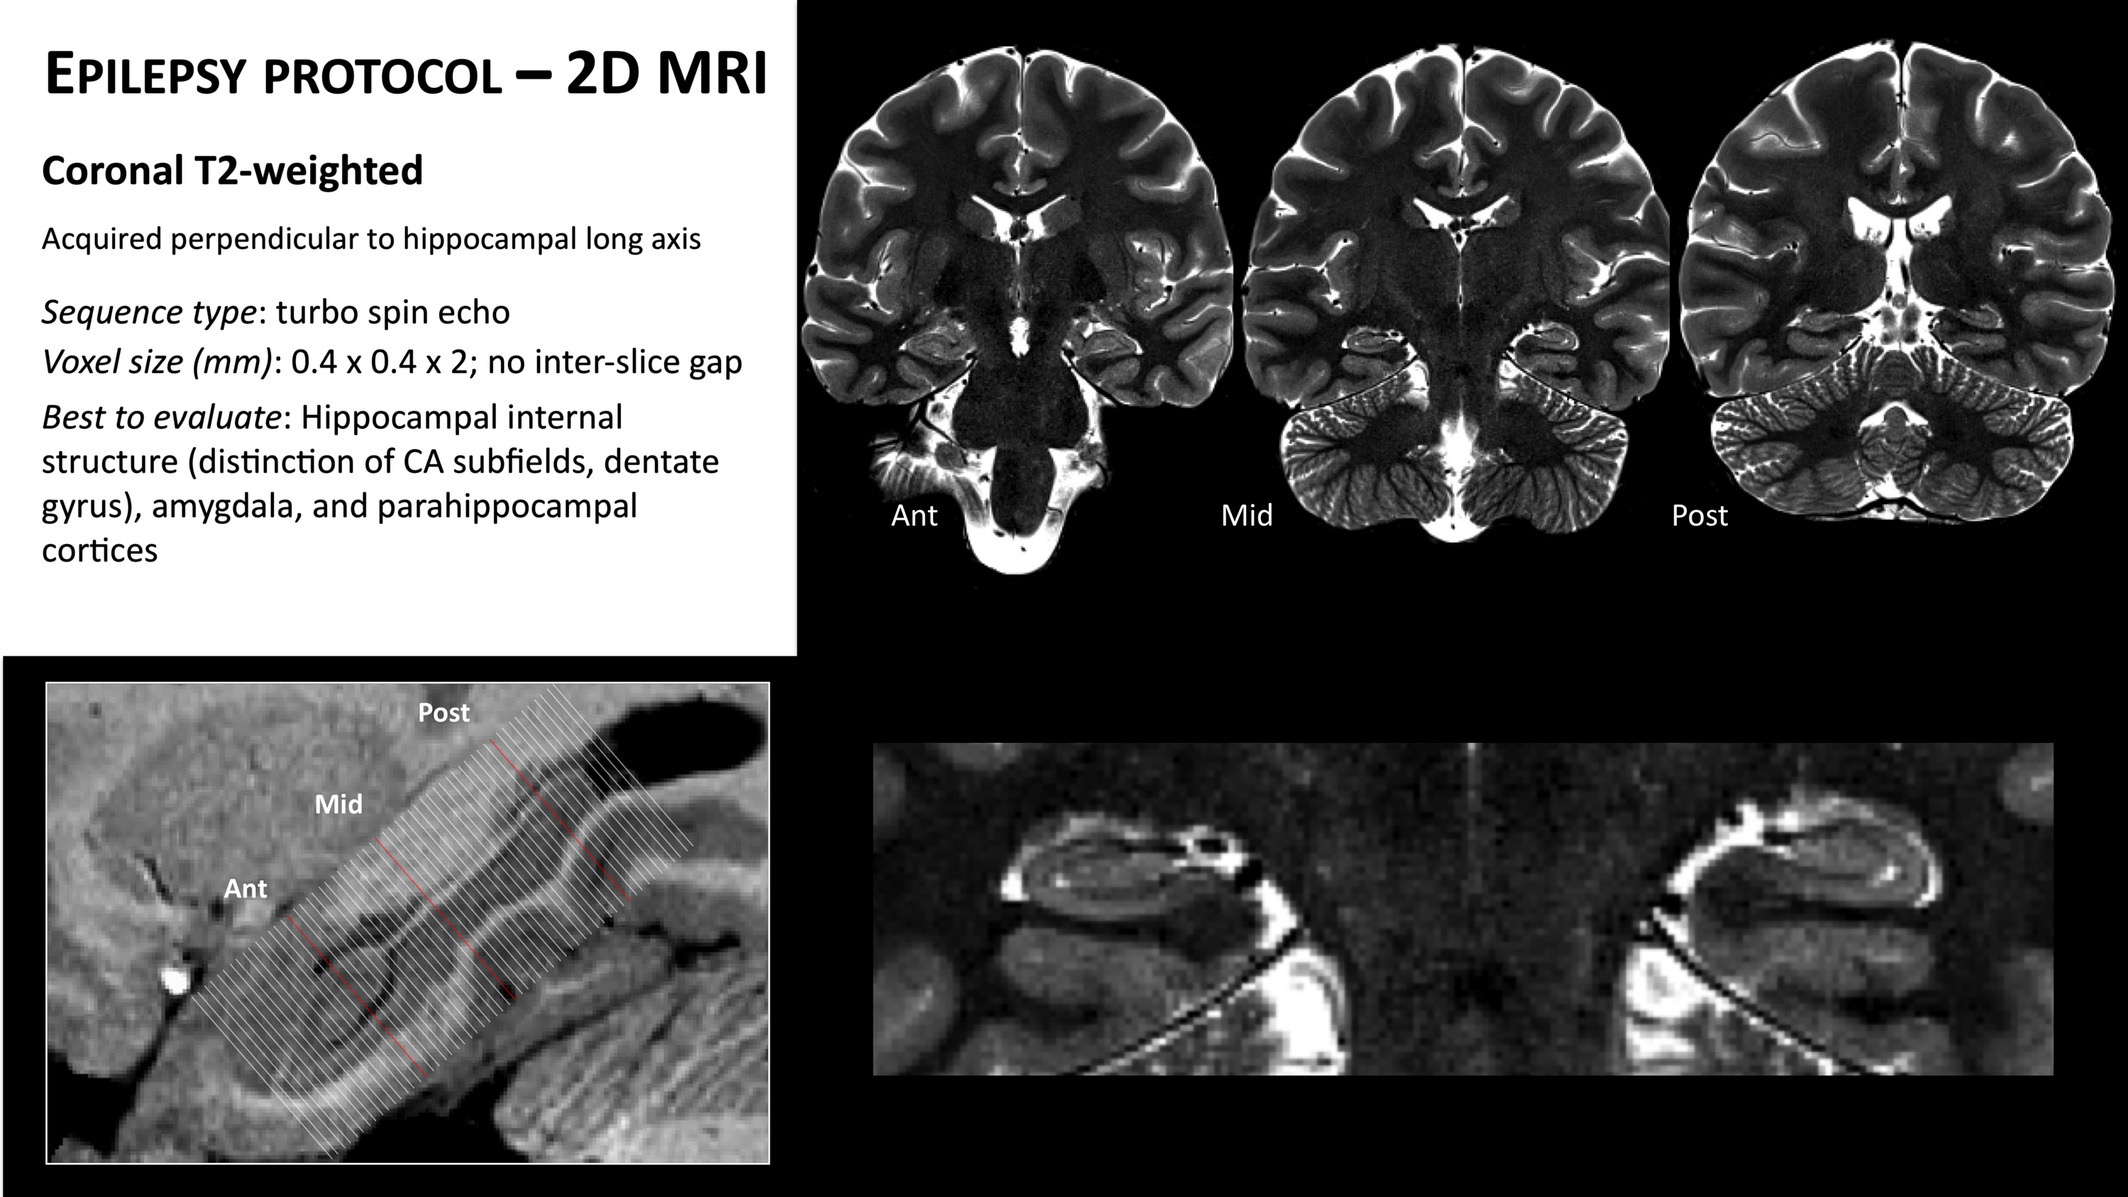 EPILEPSY PROTOCOL – 2D MRI
Coronal T2-weighted
Acquired perpendicular to hippocampal long axis
Sequence type: turbo spin echo
Voxel size (mm): 0.4 x 0.4 x 2; no inter-slice gap
Best to evaluate: Hippocampal internal
structure (distinction of CA subfields, dentate
gyrus), amygdala, and parahippocampal
cortices
Ant
Mid
Post
Post
Mid
Ant